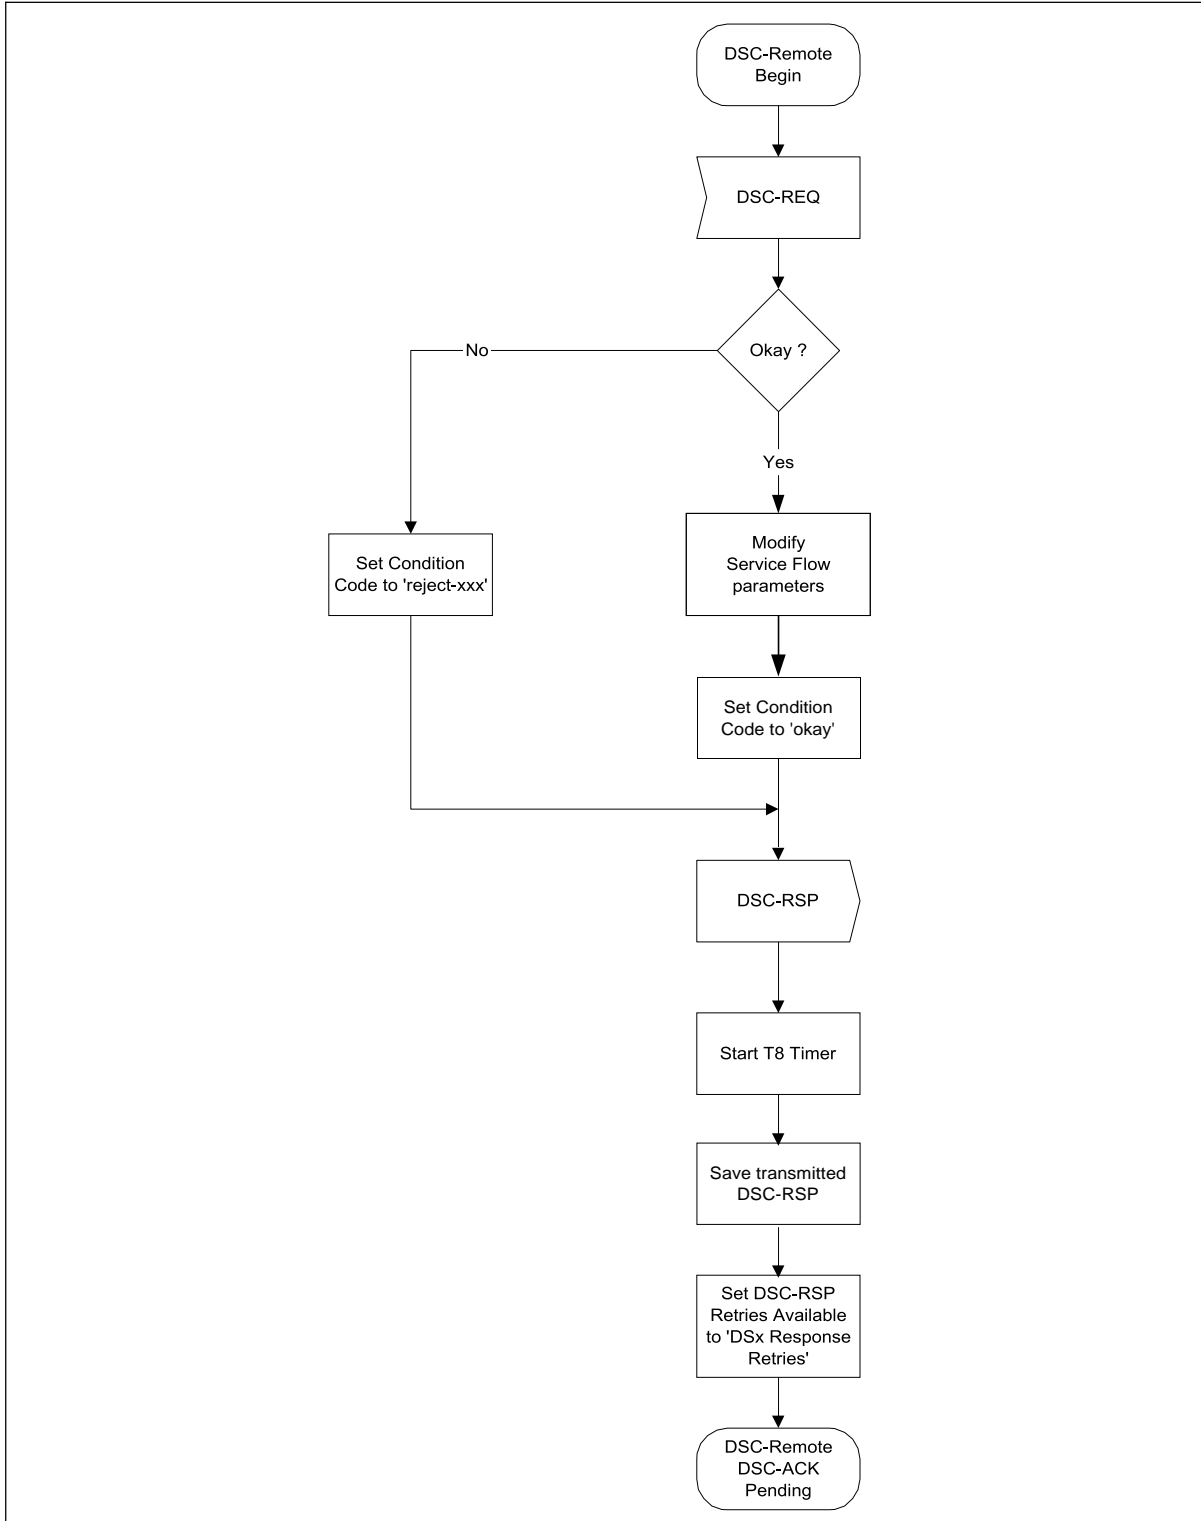 DSC-Remote
Begin
DSC-REQ
Okay ?
No
Yes
Modify
Service Flow
parameters
Set Condition
Code to 'reject-xxx'
Set Condition
Code to 'okay'
DSC-RSP
Start T8 Timer
Save transmitted
DSC-RSP
Set DSC-RSP
Retries Available
to 'DSx Response
Retries'
DSC-Remote
DSC-ACK
Pending